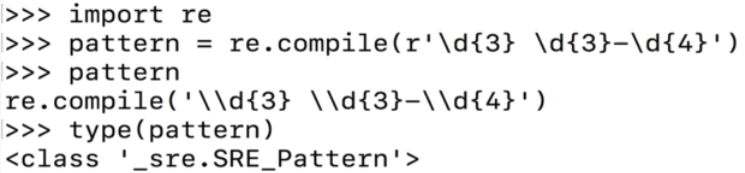 >>> import re
>>> pattern = re.compile(r'\d{3} \d{3}-\d{4}')
>>> pattern
re.compile('\\d{3} \\d{3}-\\d{4}')
>>> type(pattern)
<class '_sre.SRE_Pattern'>